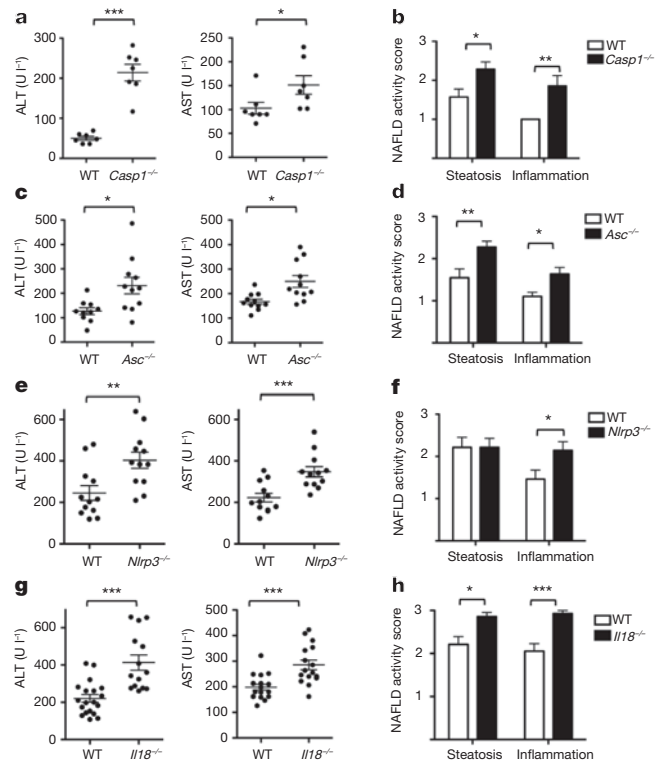 a
***
ALT (U l⁻¹)
300
200
100
0
WT Casp1⁻/⁻
*
AST (U l⁻¹)
250
200
150
100
50
0
WT Casp1⁻/⁻
b
WT
Casp1⁻/⁻
NAFLD activity score
3
2
1
*
**
Steatosis Inflammation
c
*
ALT (U l⁻¹)
500
400
300
200
100
0
WT Asc⁻/⁻
*
AST (U l⁻¹)
500
400
300
200
100
0
WT Asc⁻/⁻
d
WT
Asc⁻/⁻
NAFLD activity score
3
2
1
**
*
Steatosis Inflammation
e
**
ALT (U l⁻¹)
600
400
200
0
WT Nlrp3⁻/⁻
***
AST (U l⁻¹)
600
400
200
0
WT Nlrp3⁻/⁻
f
WT
Nlrp3⁻/⁻
NAFLD activity score
3
2
1
*
Steatosis Inflammation
g
***
ALT (U l⁻¹)
800
600
400
200
0
WT Il18⁻/⁻
***
AST (U l⁻¹)
500
400
300
200
100
0
WT Il18⁻/⁻
h
WT
Il18⁻/⁻
NAFLD activity score
3
2
1
*
***
Steatosis Inflammation